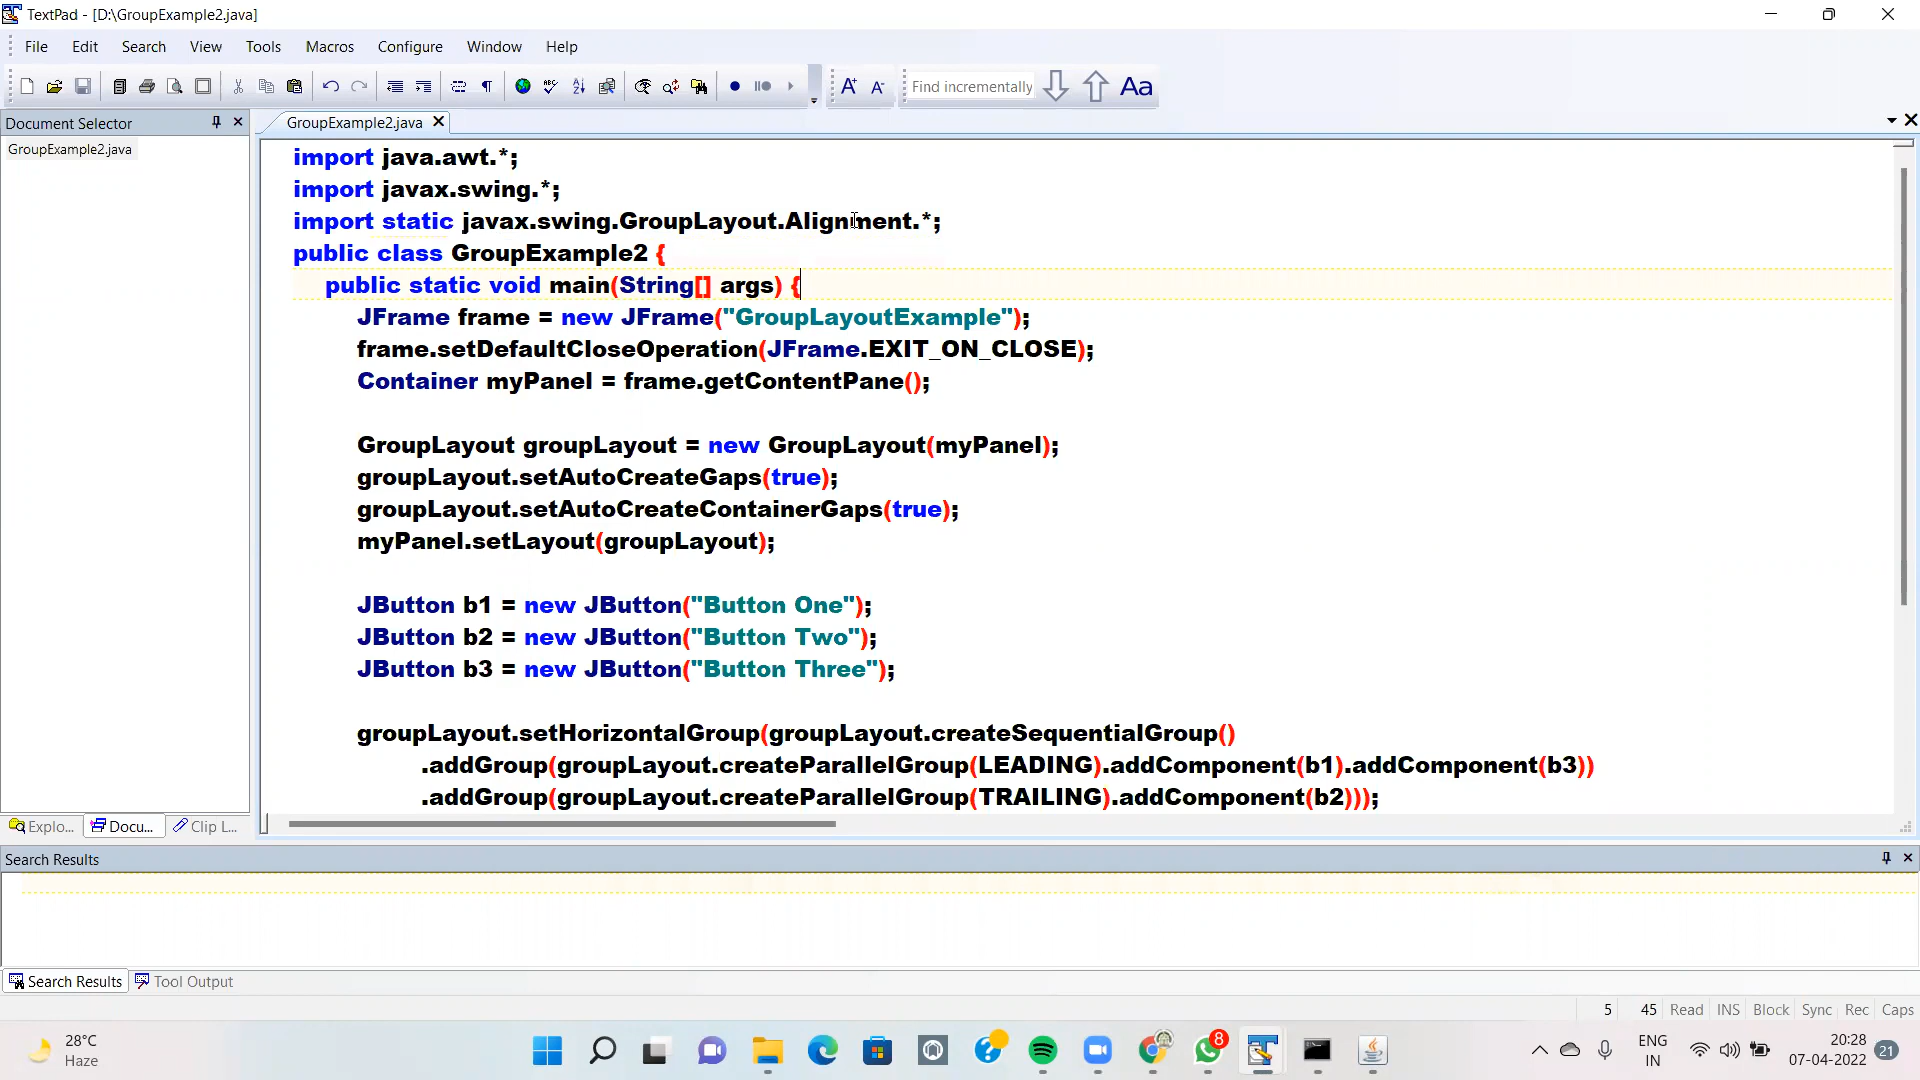 TextPad - [D:\GroupExample2.java]
File Edit Search View Tools Macros Configure Window Help
Find incrementally Aa
Document Selector
GroupExample2.java
GroupExample2.java
import java.awt.*;
import javax.swing.*;
import static javax.swing.GroupLayout.Alignment.*;
public class GroupExample2 {
public static void main(String[] args) {
JFrame frame = new JFrame("GroupLayoutExample");
frame.setDefaultCloseOperation(JFrame.EXIT_ON_CLOSE);
Container myPanel = frame.getContentPane();
GroupLayout groupLayout = new GroupLayout(myPanel);
groupLayout.setAutoCreateGaps(true);
groupLayout.setAutoCreateContainerGaps(true);
myPanel.setLayout(groupLayout);
JButton b1 = new JButton("Button One");
JButton b2 = new JButton("Button Two");
JButton b3 = new JButton("Button Three");
groupLayout.setHorizontalGroup(groupLayout.createSequentialGroup()
.addGroup(groupLayout.createParallelGroup(LEADING).addComponent(b1).addComponent(b3))
.addGroup(groupLayout.createParallelGroup(TRAILING).addComponent(b2)));
Explo... Docu... Clip L...
Search Results
Search Results Tool Output
5 45 Read INS Block Sync Rec Caps
28°C
Haze
8
ENG
IN
20:28
07-04-2022
21